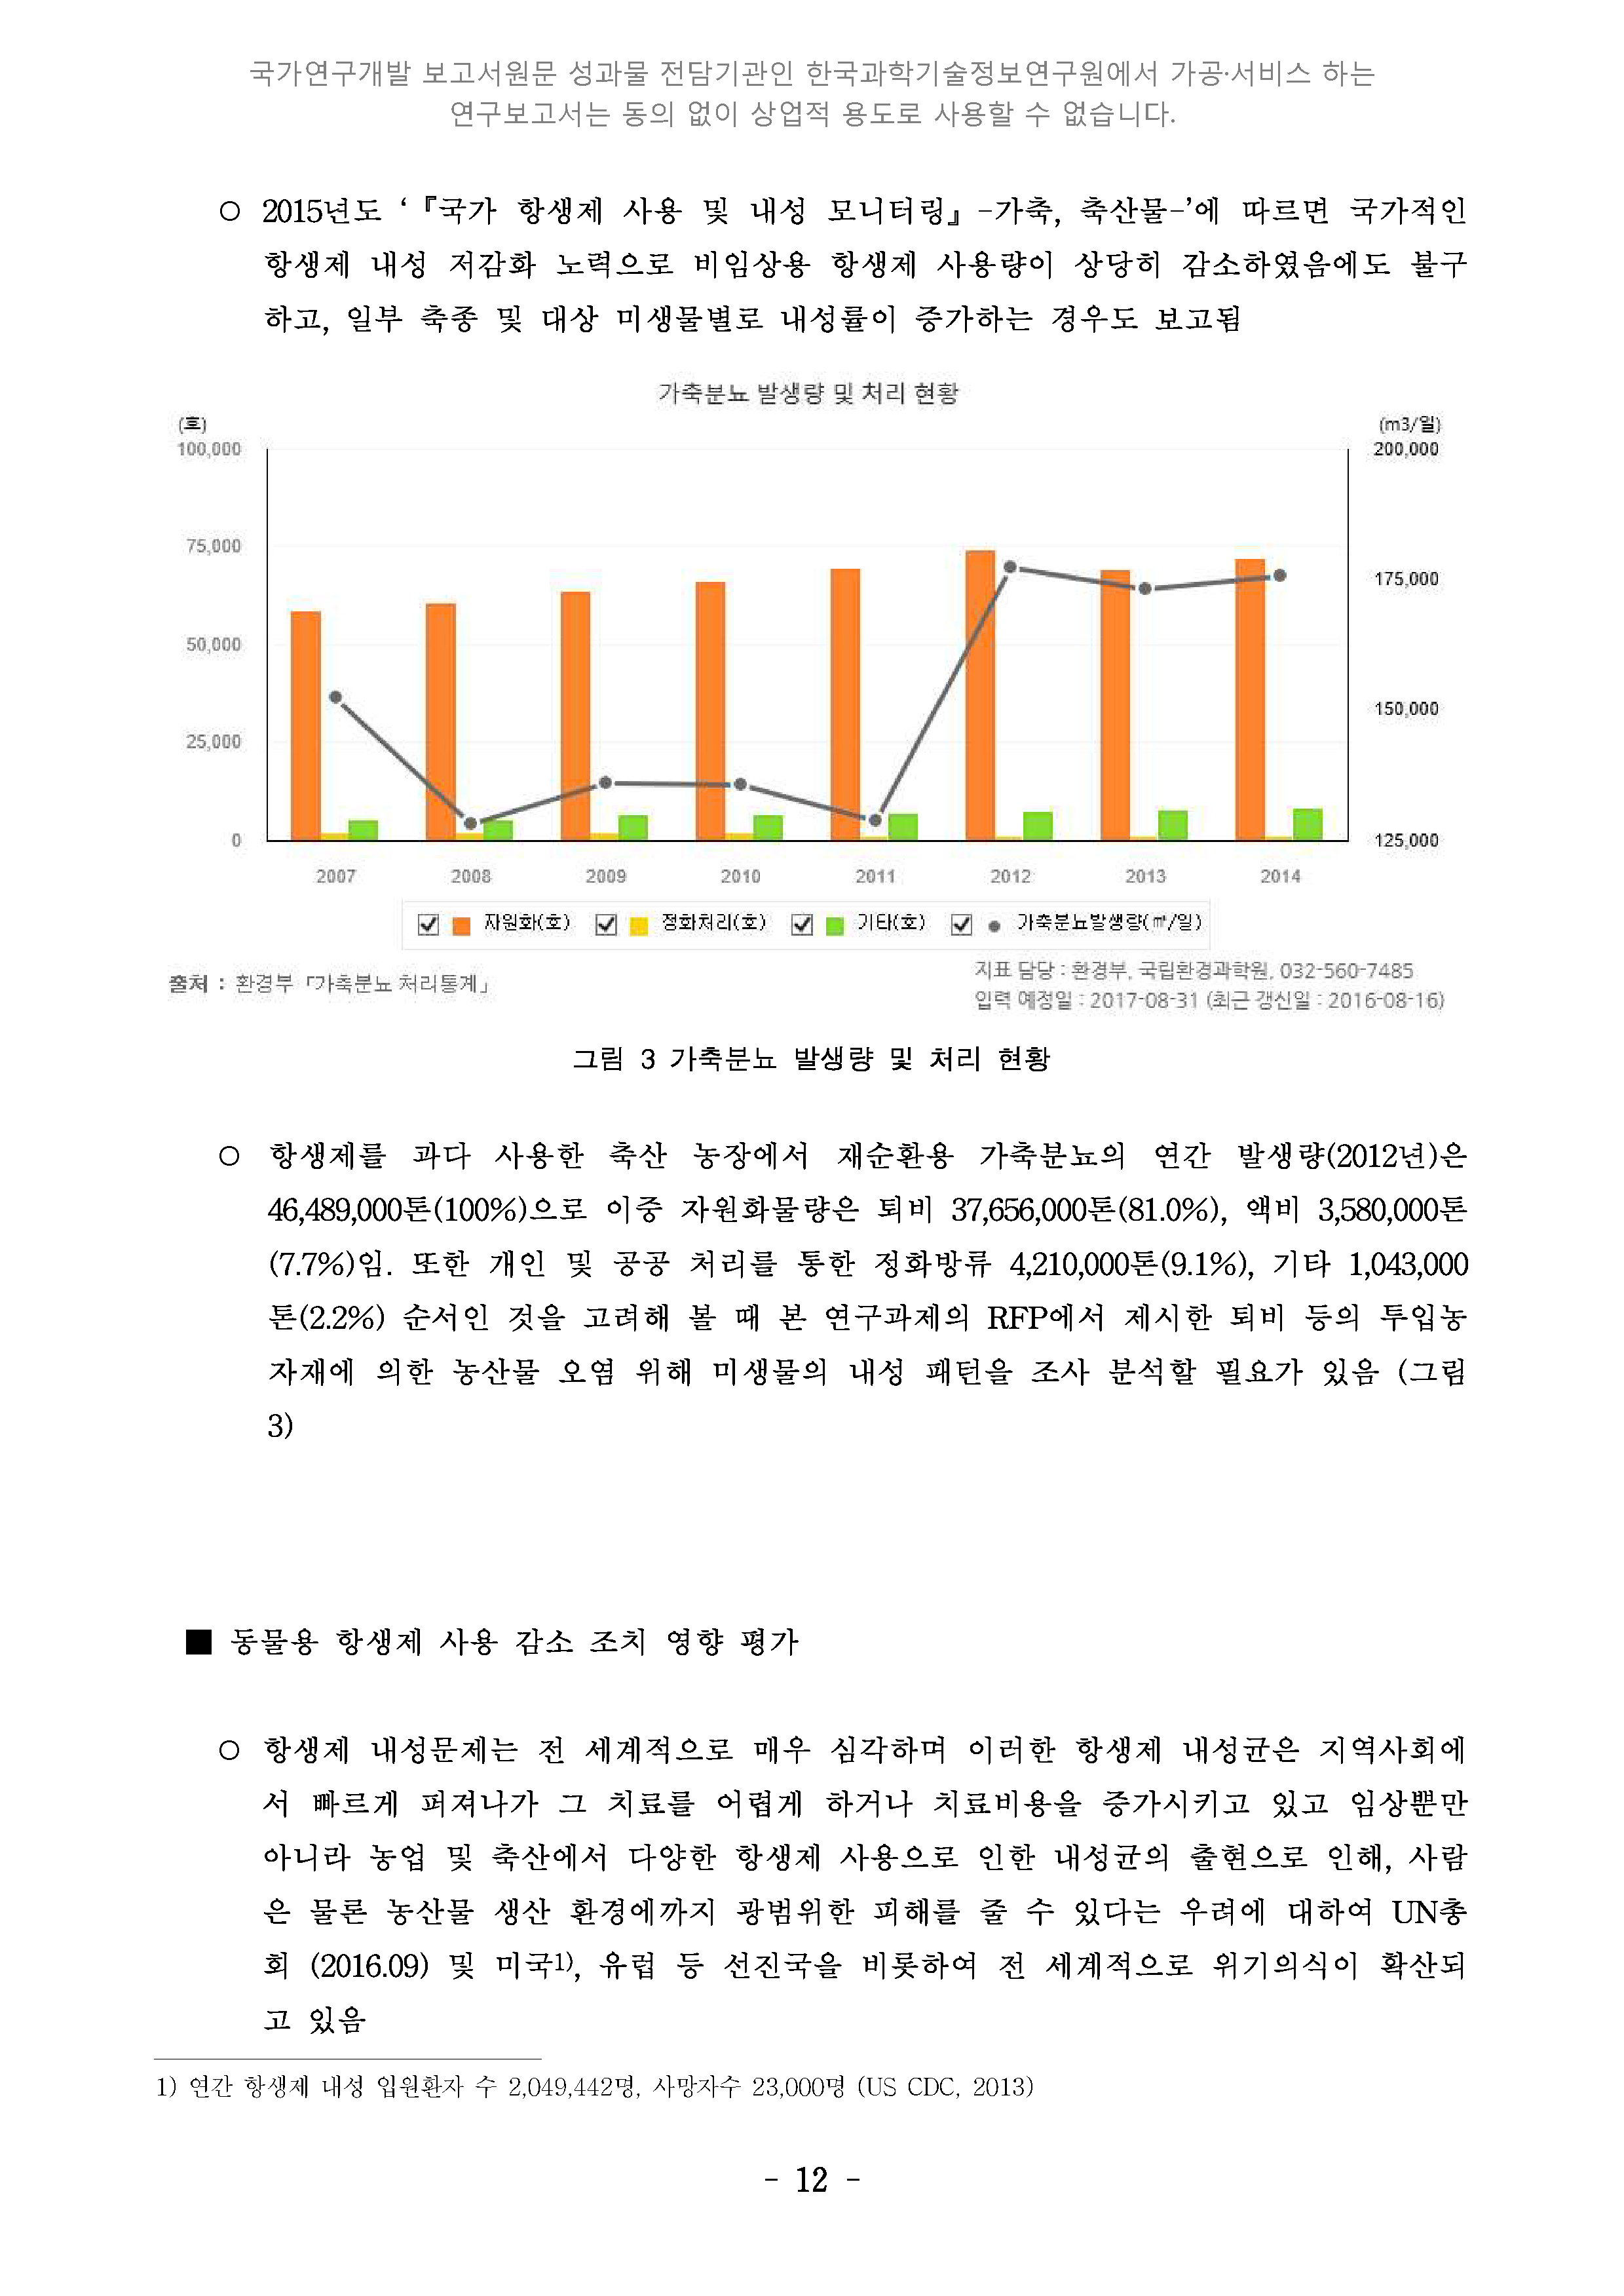 국가연구개발 보고서원문 성과물 전담기관인 한국과학기술정보연구원에서 가공·서비스 하는
연구보고서는 동의 없이 상업적 용도로 사용할 수 없습니다.
○ 2015년도 ‘『국가 항생제 사용 및 내성 모니터링』-가축, 축산물-’에 따르면 국가적인
항생제 내성 저감화 노력으로 비임상용 항생제 사용량이 상당히 감소하였음에도 불구
하고, 일부 축종 및 대상 미생물별로 내성률이 증가하는 경우도 보고됨
가축분뇨 발생량 및 처리 현황
(호) (m3/일)
100,000 200,000
75,000
175,000
50,000
150,000
25,000
0 125,000
2007 2008 2009 2010 2011 2012 2013 2014
자원화(호) 정화처리(호) 기타(호) 가축분뇨발생량(㎥/일)
출처 : 환경부「가축분뇨 처리통계」
지표 담당 : 환경부, 국립환경과학원, 032-560-7485
입력 예정일 : 2017-08-31 (최근 갱신일 : 2016-08-16)
그림 3 가축분뇨 발생량 및 처리 현황
○ 항생제를 과다 사용한 축산 농장에서 재순환용 가축분뇨의 연간 발생량(2012년)은
46,489,000톤(100%)으로 이중 자원화물량은 퇴비 37,656,000톤(81.0%), 액비 3,580,000톤
(7.7%)임. 또한 개인 및 공공 처리를 통한 정화방류 4,210,000톤(9.1%), 기타 1,043,000
톤(2.2%) 순서인 것을 고려해 볼 때 본 연구과제의 RFP에서 제시한 퇴비 등의 투입농
자재에 의한 농산물 오염 위해 미생물의 내성 패턴을 조사 분석할 필요가 있음 (그림
3)
■ 동물용 항생제 사용 감소 조치 영향 평가
○ 항생제 내성문제는 전 세계적으로 매우 심각하며 이러한 항생제 내성균은 지역사회에
서 빠르게 퍼져나가 그 치료를 어렵게 하거나 치료비용을 증가시키고 있고 임상뿐만
아니라 농업 및 축산에서 다양한 항생제 사용으로 인한 내성균의 출현으로 인해, 사람
은 물론 농산물 생산 환경에까지 광범위한 피해를 줄 수 있다는 우려에 대하여 UN총
회 (2016.09) 및 미국1), 유럽 등 선진국을 비롯하여 전 세계적으로 위기의식이 확산되
고 있음
1) 연간 항생제 내성 입원환자 수 2,049,442명, 사망자수 23,000명 (US CDC, 2013)
- 12 -